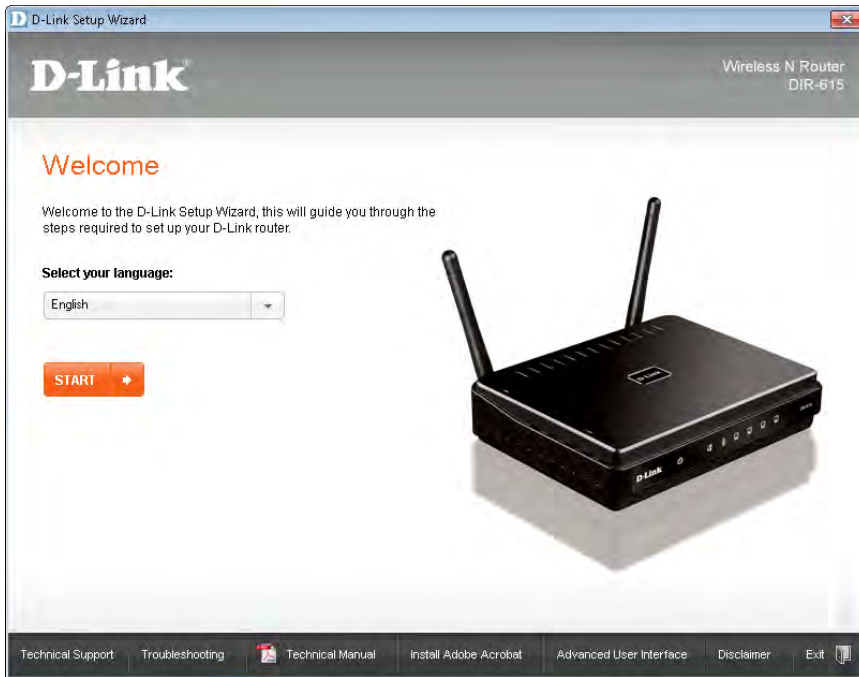 D-Link Setup Wizard
D-Link
Wireless N Router
DIR-615
Welcome
Welcome to the D-Link Setup Wizard, this will guide you through the
steps required to set up your D-Link router.
Select your language:
English
START
D-Link
D-Link
Technical Support Troubleshooting Technical Manual Install Adobe Acrobat Advanced User Interface Disclaimer Exit